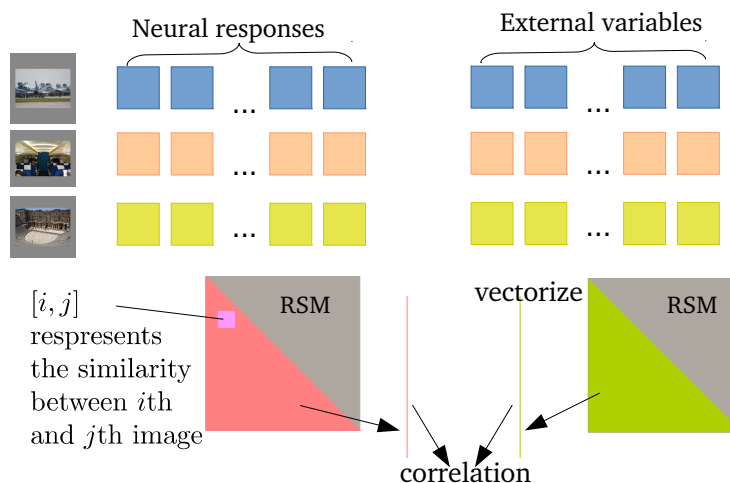 Neural responses
External variables
... ...
... ...
... ...
[i, j]
respresents
the similarity
between ith
and jth image
RSM
vectorize
RSM
correlation